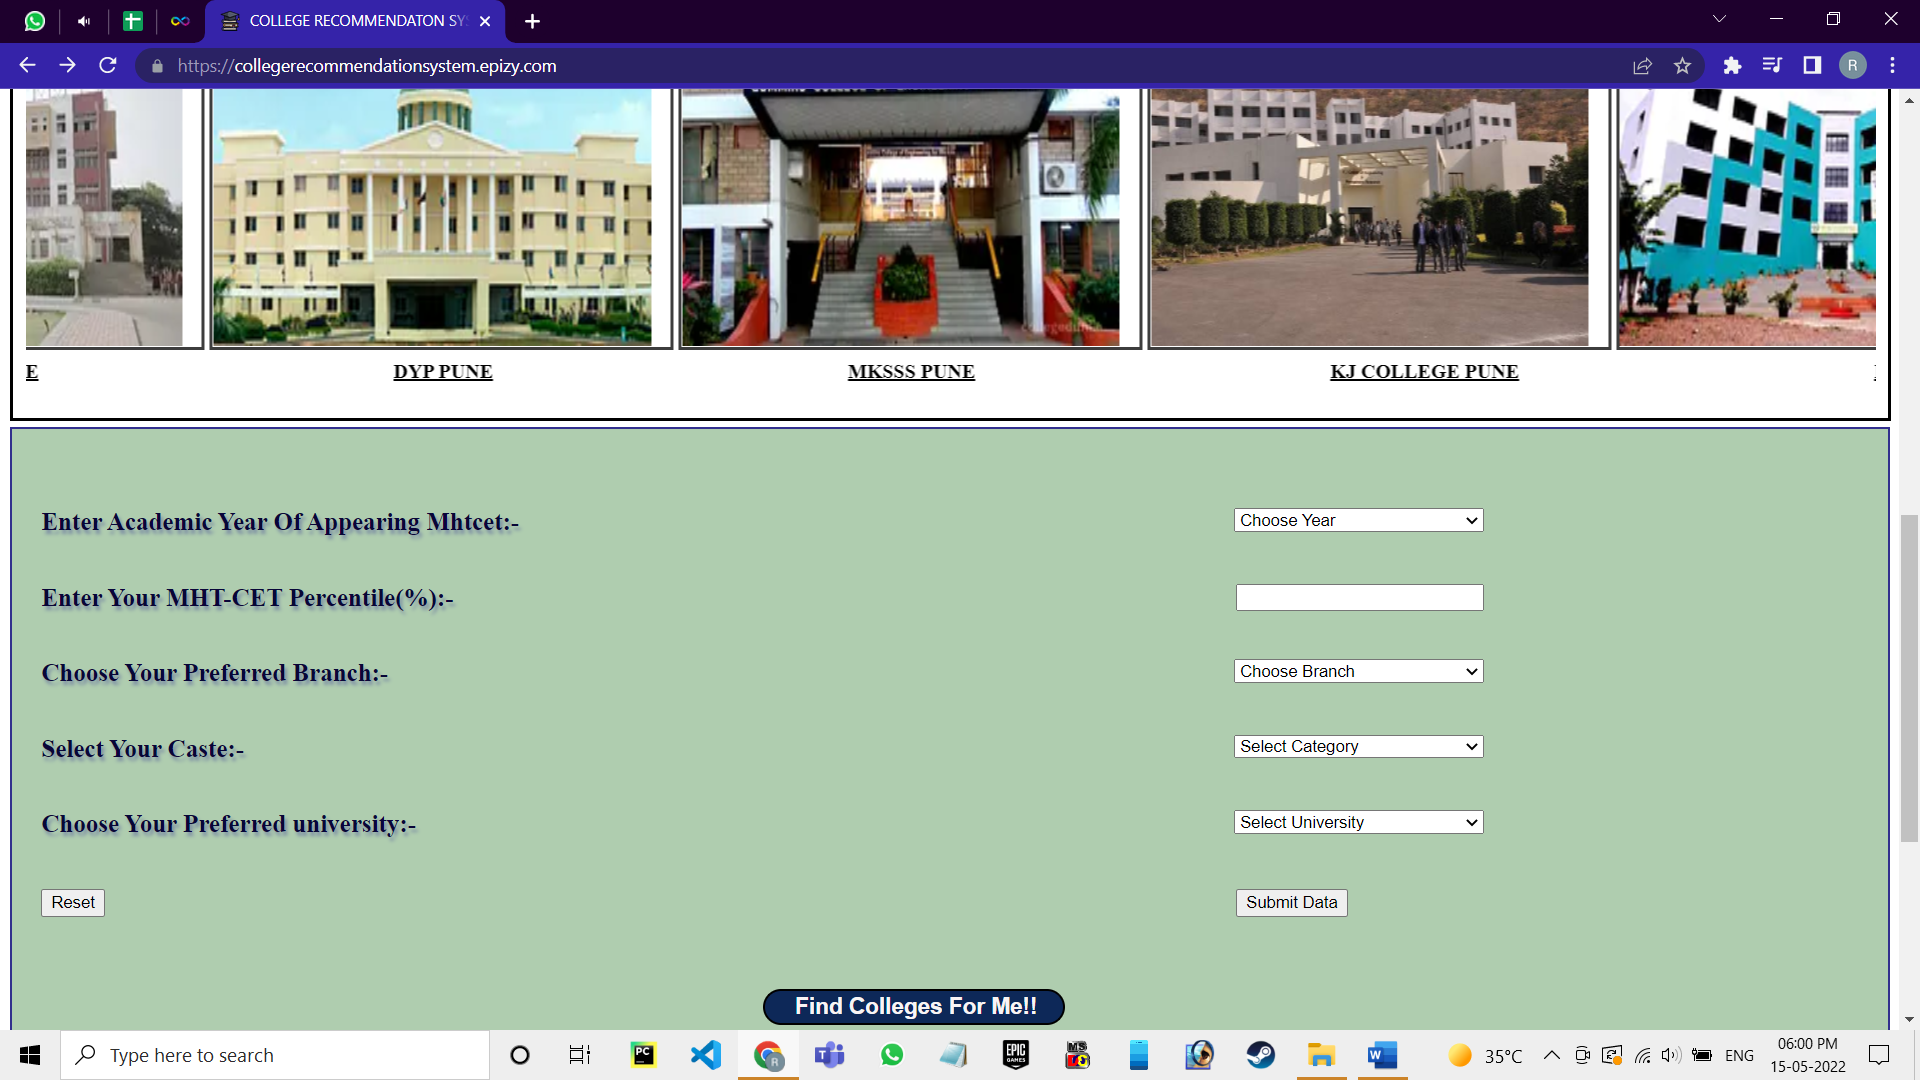 COLLEGE RECOMMENDATON SY
https://collegerecommendationsystem.epizy.com
R
E
DYP PUNE
MKSSS PUNE
KJ COLLEGE PUNE
Enter Academic Year Of Appearing Mhtcet:-
Choose Year
Enter Your MHT-CET Percentile(%):-
Choose Your Preferred Branch:-
Choose Branch
Select Your Caste:-
Select Category
Choose Your Preferred university:-
Select University
Reset
Submit Data
Find Colleges For Me!!
Type here to search
PC
R
EPIC
GAMES
35°C
ENG
06:00 PM
15-05-2022